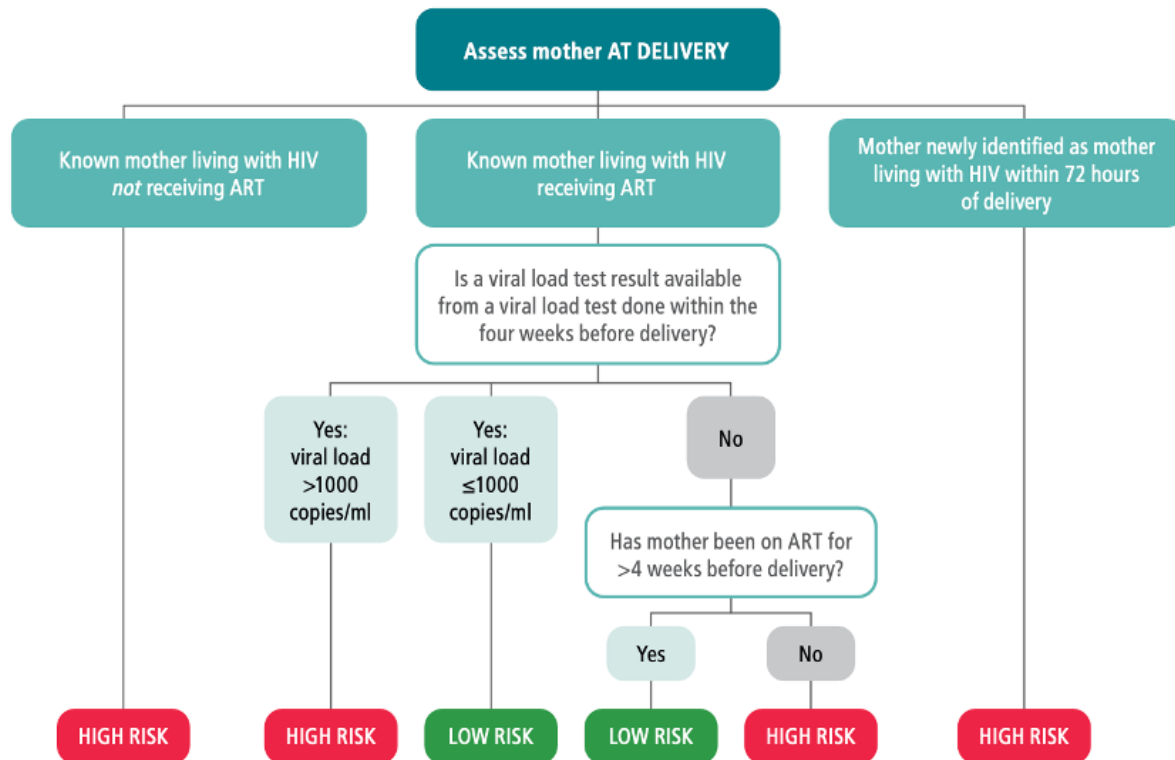 Assess mother AT DELIVERY
Known mother living with HIV
not receiving ART
Known mother living with HIV
receiving ART
Mother newly identified as mother
living with HIV within 72 hours
of delivery
Is a viral load test result available
from a viral load test done within the
four weeks before delivery?
Yes:
viral load
>1000
copies/ml
Yes:
viral load
≤1000
copies/ml
No
Has mother been on ART for
>4 weeks before delivery?
Yes
No
HIGH RISK
HIGH RISK
LOW RISK
LOW RISK
HIGH RISK
HIGH RISK